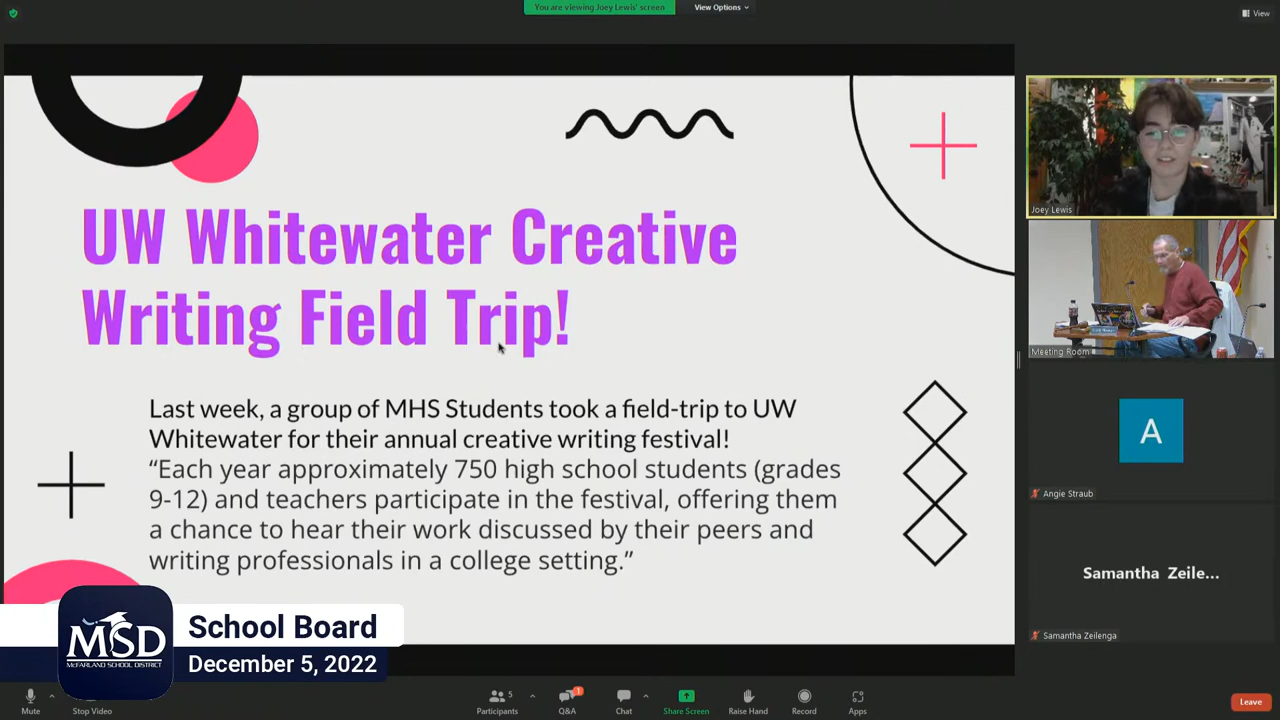 You are viewing Joey Lewis' screen
View Options
View
UW Whitewater Creative
Writing Field Trip!
Last week, a group of MHS Students took a field-trip to UW
Whitewater for their annual creative writing festival!
“Each year approximately 750 high school students (grades
9-12) and teachers participate in the festival, offering them
a chance to hear their work discussed by their peers and
writing professionals in a college setting.”
Joey Lewis
Meeting Room
A
Angie Straub
Samantha Zeile...
Samantha Zeilenga
MSD
McFARLAND SCHOOL DISTRICT
School Board
December 5, 2022
Mute
Stop Video
Participants
5
Q&A
1
Chat
Share Screen
Raise Hand
Record
Apps
Leave